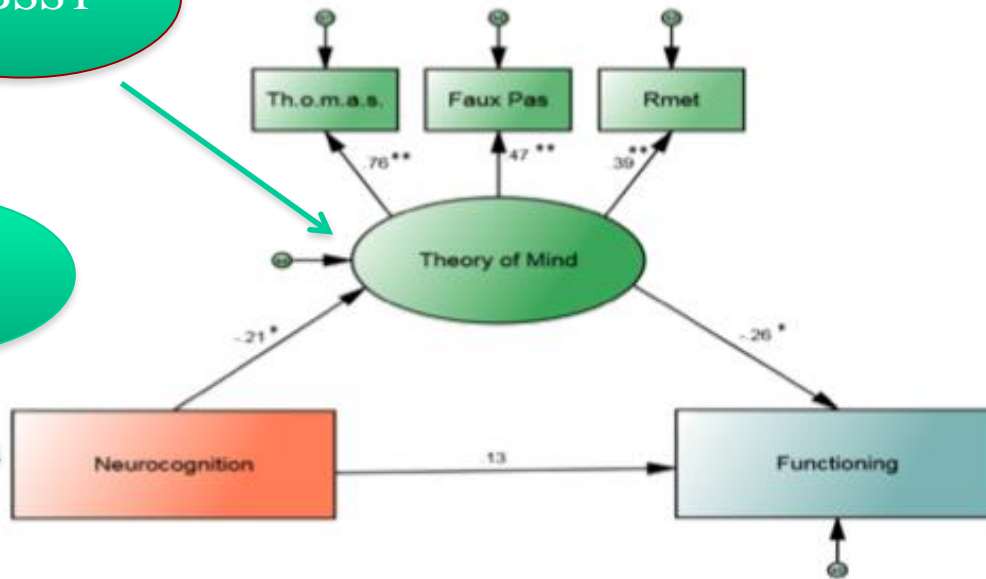 Th.o.m.a.s.
Faux Pas
Rmet
.76**
.47 **
.39**
Theory of Mind
-.21*
-.26 *
Neurocognition
.13
Functioning